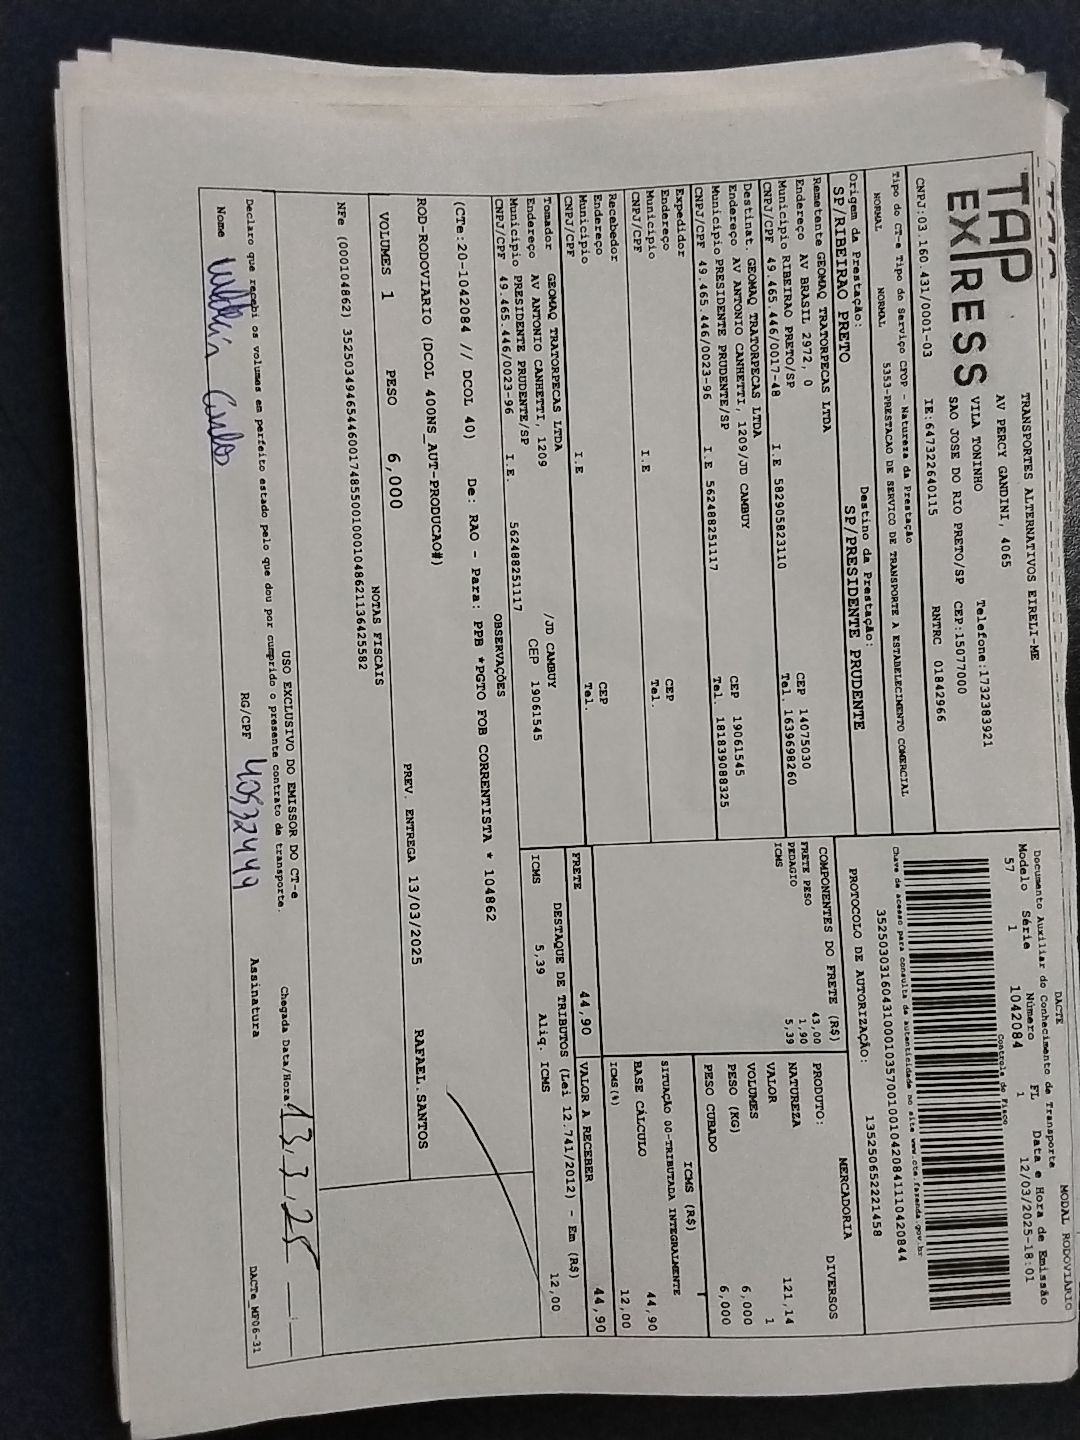 TAP
EXPRESS
TRANSPORTES ALTERNATIVOS EIRELI-ME
AV PERCY GANDINI, 4065
VILA TONINHO Telefone:1732383921
SAO JOSE DO RIO PRETO/SP CEP:15077000
CNPJ:03.160.431/0001-03 IE:647322640115 RNTRC 01842966
Tipo do CT-e Tipo do Serviço CFOP - Natureza da Prestação
NORMAL NORMAL 5353-PRESTACAO DE SERVICO DE TRANSPORTE A ESTABELECIMENTO COMERCIAL
Origem da Prestação: Destino da Prestação:
SP/RIBEIRAO PRETO SP/PRESIDENTE PRUDENTE
Remetente GEOMAQ TRATORPECAS LTDA
Endereço AV BRASIL 2972, 0 CEP 14075030
Município RIBEIRAO PRETO/SP Tel. 1639698260
CNPJ/CPF 49.465.446/0017-48 I.E 582905823110
Destinat. GEOMAQ TRATORPECAS LTDA
Endereço AV ANTONIO CANHETTI, 1209/JD CAMBUY CEP 19061545
Município PRESIDENTE PRUDENTE/SP Tel. 181839088325
CNPJ/CPF 49.465.446/0023-96 I.E 562488251117
Expedidor
Endereço CEP
Município Tel.
CNPJ/CPF I.E
Recebedor
Endereço CEP
Município Tel.
CNPJ/CPF I.E
Tomador GEOMAQ TRATORPECAS LTDA
Endereço AV ANTONIO CANHETTI, 1209 /JD CAMBUY
Município PRESIDENTE PRUDENTE/SP CEP 19061545
CNPJ/CPF 49.465.446/0023-96 I.E. 562488251117
DACTE MODAL RODOVIÁRIO
Documento Auxiliar do Conhecimento de Transporte
Modelo Série Número FL Data e Hora de Emissão
57 1 1042084 1 12/03/2025-18:01
Controle do Fisco
Chave de acesso para consulta de autenticidade no site www.cte.fazenda.gov.br
35250303160431000103570010010420841110420844
PROTOCOLO DE AUTORIZAÇÃO: 135250652221458
COMPONENTES DO FRETE (R$)
FRETE PESO 43,00
PEDAGIO 1,90
ICMS 5,39
FRETE 44,90
MERCADORIA
PRODUTO: DIVERSOS
NATUREZA
VALOR 121,14
VOLUMES 1
PESO (KG) 6,000
PESO CUBADO 6,000
ICMS (R$)
SITUAÇÃO 00-TRIBUTADA INTEGRALMENTE
BASE CÁLCULO 44,90
ICMS(%) 12,00
VALOR A RECEBER 44,90
DESTAQUE DE TRIBUTOS (Lei 12.741/2012) - Em (R$)
ICMS 5,39 Aliq. ICMS 12,00
OBSERVAÇÕES
(CTe:20-1042084 // DCOL 40) De: RAO - Para: PPB *PGTO FOB CORRENTISTA * 104862
ROD-RODOVIARIO (DCOL 400NS_AUT-PRODUCAO#) RAFAEL.SANTOS
VOLUMES 1 PESO 6,000 PREV. ENTREGA 13/03/2025
NOTAS FISCAIS
NFe (000104862) 35250349465446001748550010001048621136425582
USO EXCLUSIVO DO EMISSOR DO CT-e
Declaro que recebi os volumes em perfeito estado pelo que dou por cumprido o presente contrato de transporte. Chegada Data/Hora 13.3.25
Nome Carlos RG/CPF 40532449 Assinatura
DACTe_MF06-31